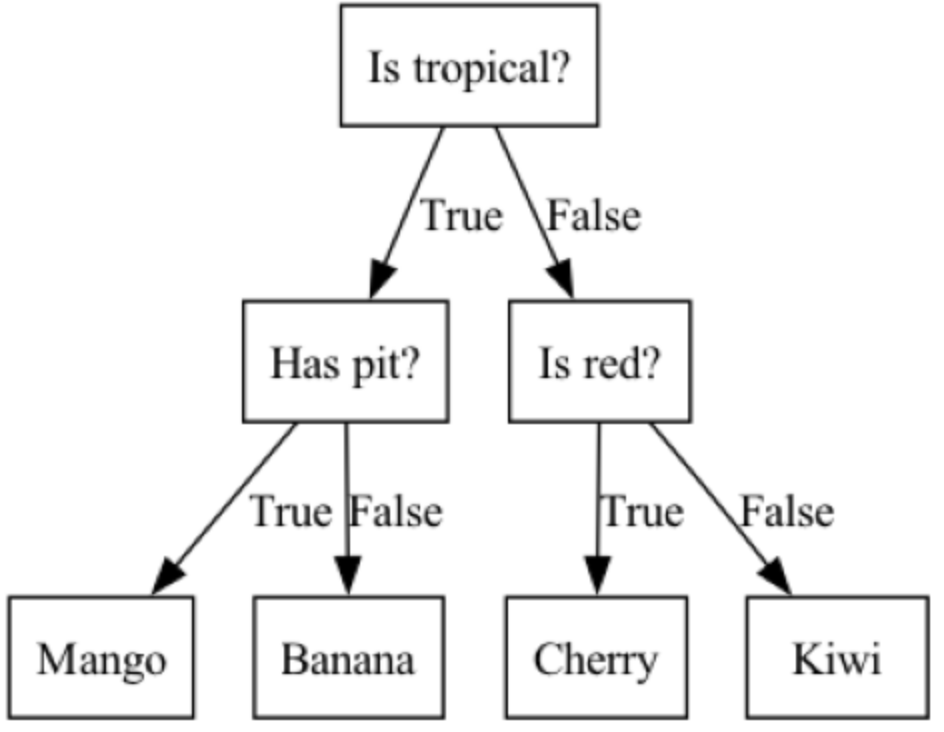 Is tropical?
True
False
Has pit?
Is red?
True
False
True
False
Mango
Banana
Cherry
Kiwi